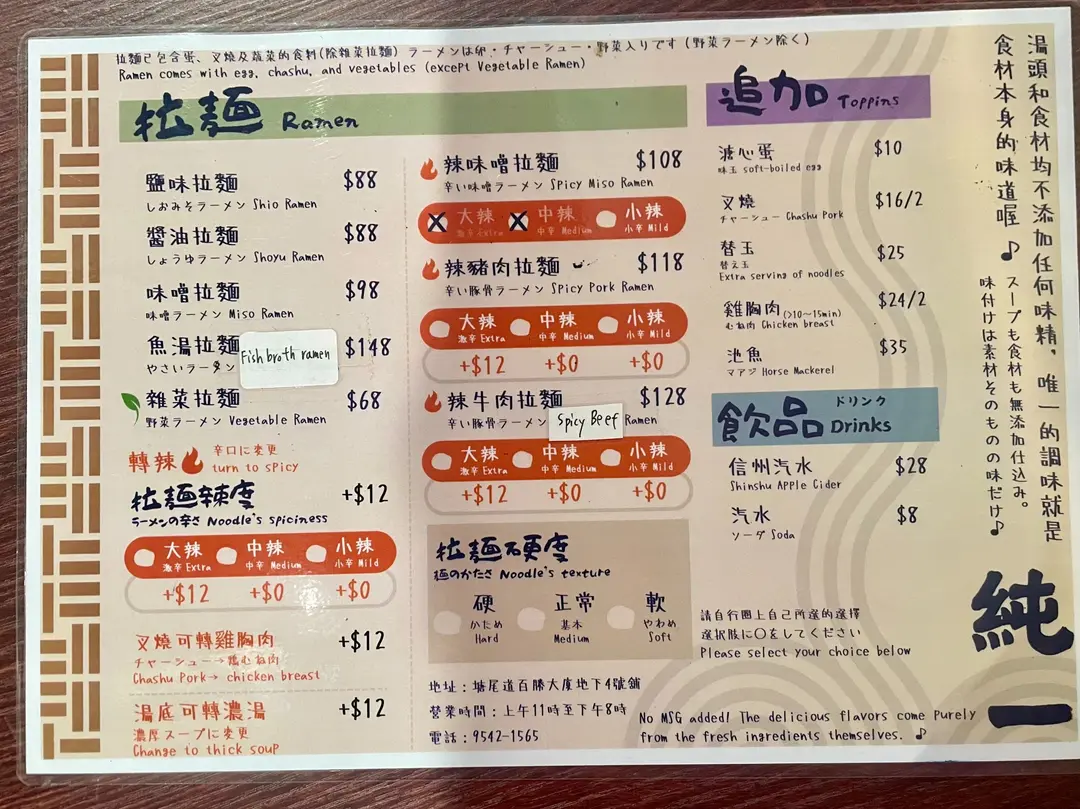 拉麵已包含蛋、叉燒及蔬菜的食料(除雜菜拉麵) ラーメンは卵・チャーシュー・野菜入りです (野菜ラーメン除く)
Ramen comes with egg, chashu, and vegetables (except Vegetable Ramen)
拉麵 Ramen
鹽味拉麵 $88
しおみそラーメン Shio Ramen
醬油拉麵 $88
しょうゆラーメン Shoyu Ramen
味噌拉麵 $98
味噌ラーメン Miso Ramen
魚湯拉麵 Fish broth ramen $148
やさいラーメン
雜菜拉麵 $68
野菜ラーメン Vegetable Ramen
轉辣 辛口に変更
turn to spicy
拉麵辣度 +$12
ラーメンの辛さ Noodle's spiciness
大辣 中辣 小辣
激辛 Extra 中辛 Medium 小辛 Mild
+$12 +$0 +$0
叉燒可轉雞胸肉 +$12
チャーシュー→鶏むね肉
Chashu Pork→ chicken breast
湯底可轉濃湯 +$12
濃厚スープに変更
Change to thick soup
辣味噌拉麵 $108
辛い味噌ラーメン Spicy Miso Ramen
大辣 中辣 小辣
激辛 Extra 中辛 Medium 小辛 Mild
辣豬肉拉麵 $118
辛い豚骨ラーメン Spicy Pork Ramen
大辣 中辣 小辣
激辛 Extra 中辛 Medium 小辛 Mild
+$12 +$0 +$0
辣牛肉拉麵 $128
辛い豚骨ラーメン Spicy Beef Ramen
大辣 中辣 小辣
激辛 Extra 中辛 Medium 小辛 Mild
+$12 +$0 +$0
拉麵硬度
麺のかたさ Noodle's texture
硬 正常 軟
かため 基本 やわめ
Hard Medium Soft
地址：塘尾道百勝大廈地下4號舖
營業時間：上午11時至下午8時
電話：9542-1565
追加 Toppins
溏心蛋 $10
味玉 soft-boiled egg
叉燒 $16/2
チャーシュー Chashu Pork
替玉 $25
替え玉
Extra serving of noodles
雞胸肉(>10~15min) $24/2
むね肉 Chicken breast
池魚 $35
マアジ Horse Mackerel
飲品 ドリンク
Drinks
信州汽水 $28
Shinshu APPle Cider
汽水 $8
ソーダ Soda
請自行圈上自己所選的選擇
選択肢に〇をしてください
Please select your choice below
No MSG added! The delicious flavors come Purely
from the fresh ingredients themselves. ♪
湯頭和食材均不添加任何味精，唯一的調味就是
食材本身的味道喔♪
スープも食材も無添加仕込み。
味付けは素材そのものの味だけ♪
純一